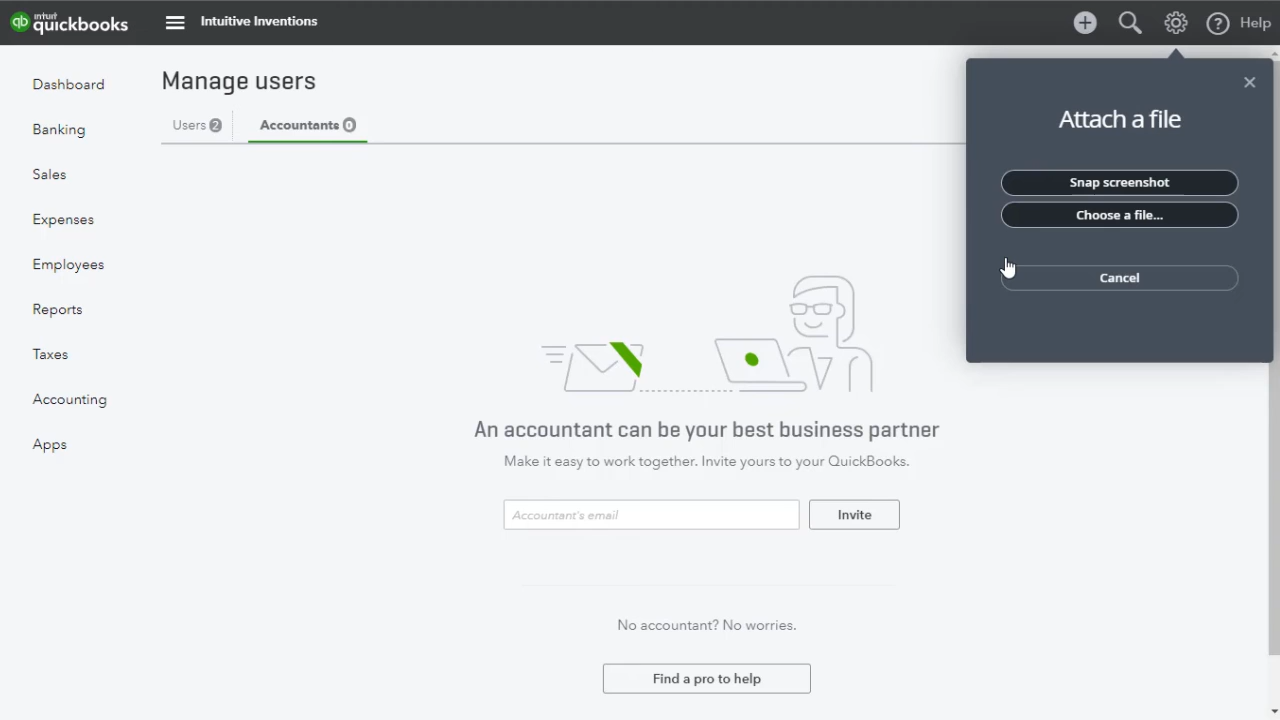 intuit
quickbooks
Intuitive Inventions
Help
Dashboard
Banking
Sales
Expenses
Employees
Reports
Taxes
Accounting
Apps
Manage users
Users 2
Accountants 0
Attach a file
Snap screenshot
Choose a file...
Cancel
An accountant can be your best business partner
Make it easy to work together. Invite yours to your QuickBooks.
Accountant's email
Invite
No accountant? No worries.
Find a pro to help